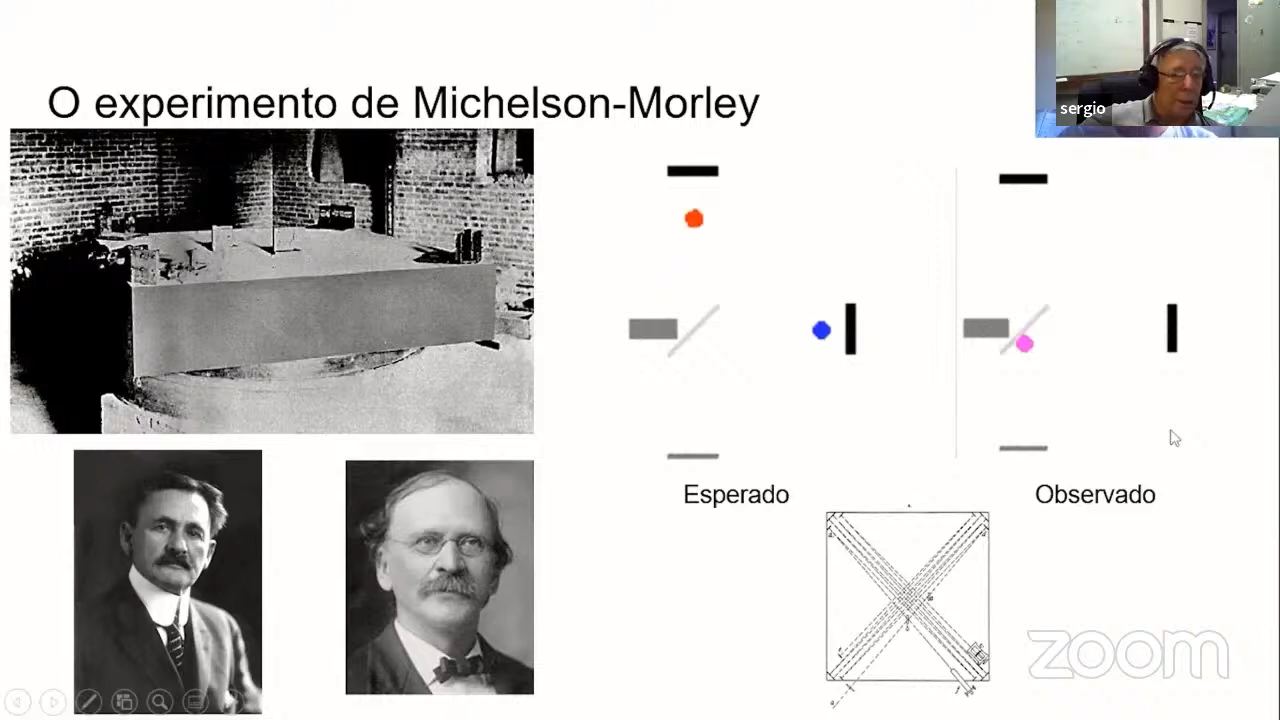 O experimento de Michelson-Morley
sergio
Esperado
Observado
zoom